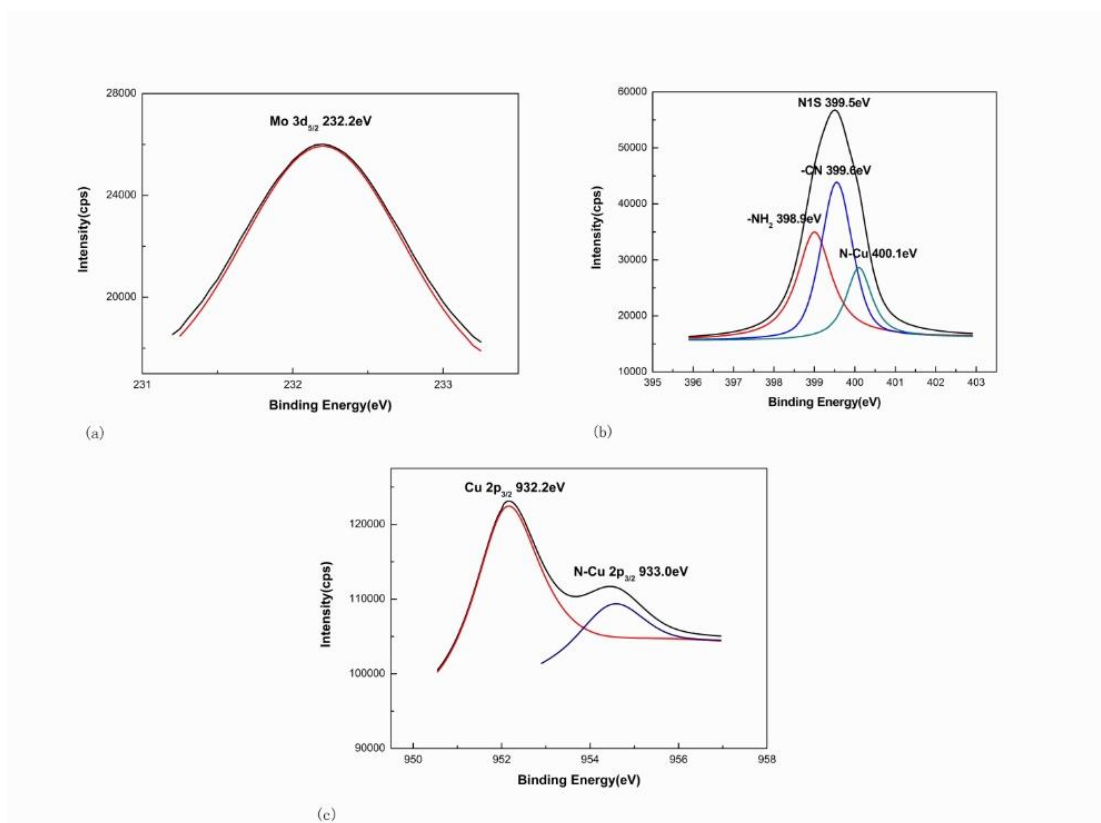 28000
24000
20000
Intensity(cps)
Mo 3d5/2 232.2eV
231
232
233
Binding Energy(eV)
(a)
60000
50000
40000
30000
20000
10000
Intensity(cps)
N1S 399.5eV
-CN 399.6eV
-NH2 398.9eV
N-Cu 400.1eV
395
396
397
398
399
400
401
402
403
Binding Energy(eV)
(b)
120000
110000
100000
90000
Intensity(cps)
Cu 2p3/2 932.2eV
N-Cu 2p3/2 933.0eV
950
952
954
956
958
Binding Energy(eV)
(c)